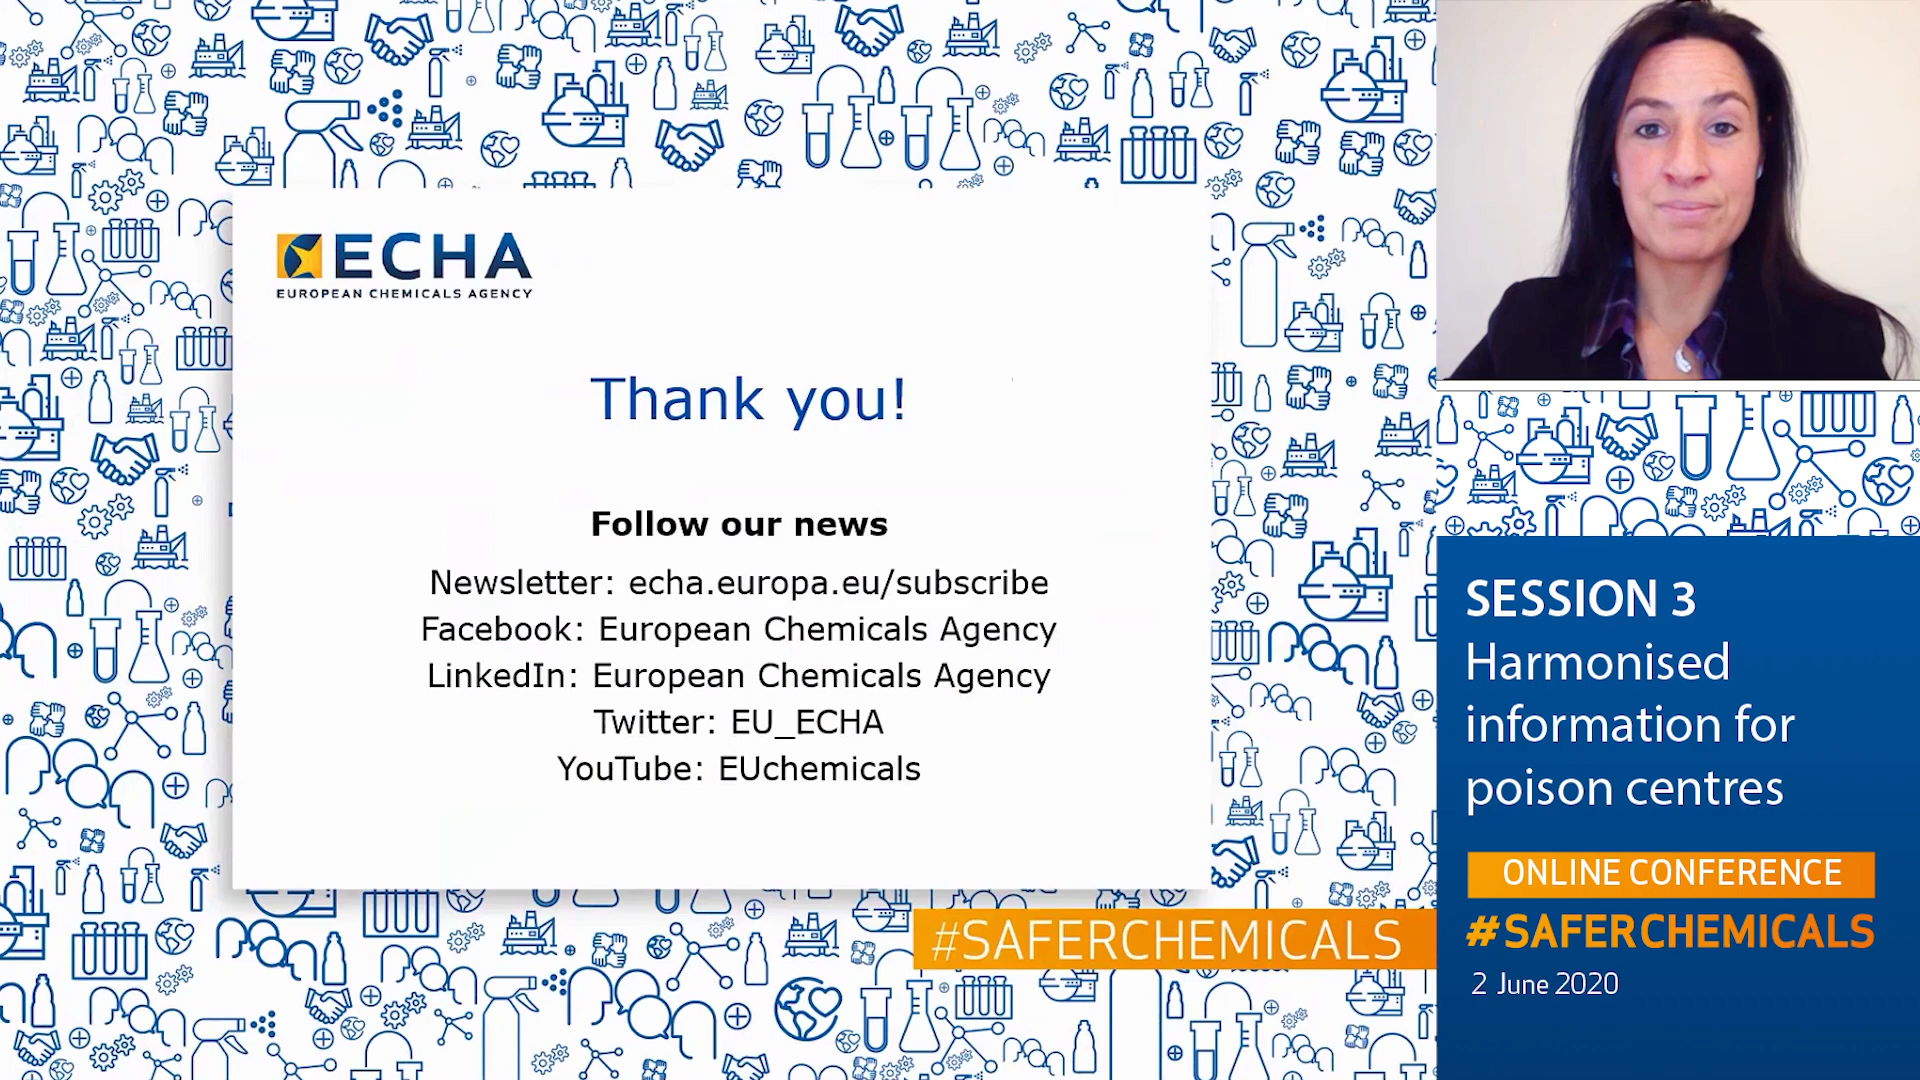 ECHA
EUROPEAN CHEMICALS AGENCY
Thank you!
Follow our news
Newsletter: echa.europa.eu/subscribe
Facebook: European Chemicals Agency
LinkedIn: European Chemicals Agency
Twitter: EU_ECHA
YouTube: EUchemicals
#SAFERCHEMICALS
SESSION 3
Harmonised
information for
poison centres
ONLINE CONFERENCE
#SAFERCHEMICALS
2 June 2020